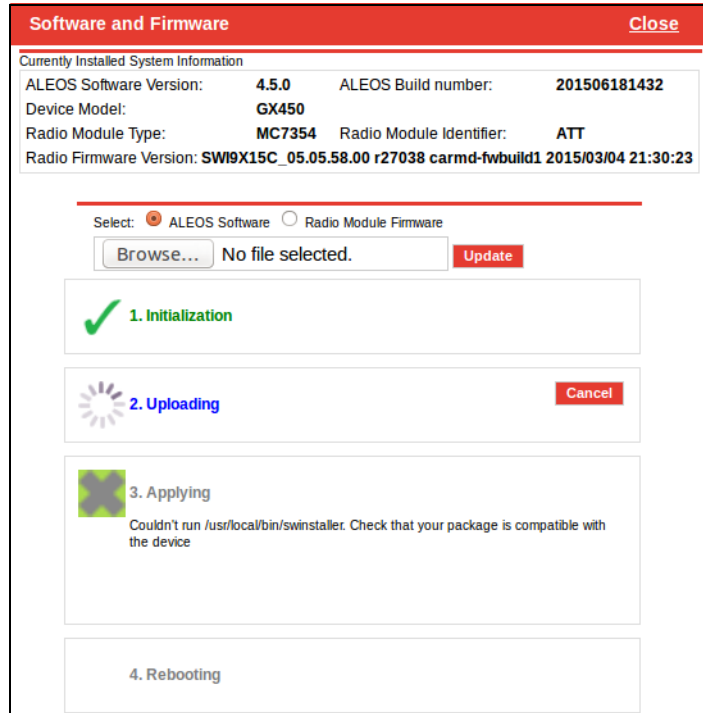 Software and Firmware Close
Currently Installed System Information
ALEOS Software Version: 4.5.0 ALEOS Build number: 201506181432
Device Model: GX450
Radio Module Type: MC7354 Radio Module Identifier: ATT
Radio Firmware Version: SWI9X15C_05.05.58.00 r27038 carmd-fwbuild1 2015/03/04 21:30:23
Select: ALEOS Software Radio Module Firmware
Browse... No file selected. Update
1. Initialization
2. Uploading Cancel
3. Applying
Couldn't run /usr/local/bin/swinstaller. Check that your package is compatible with
the device
4. Rebooting